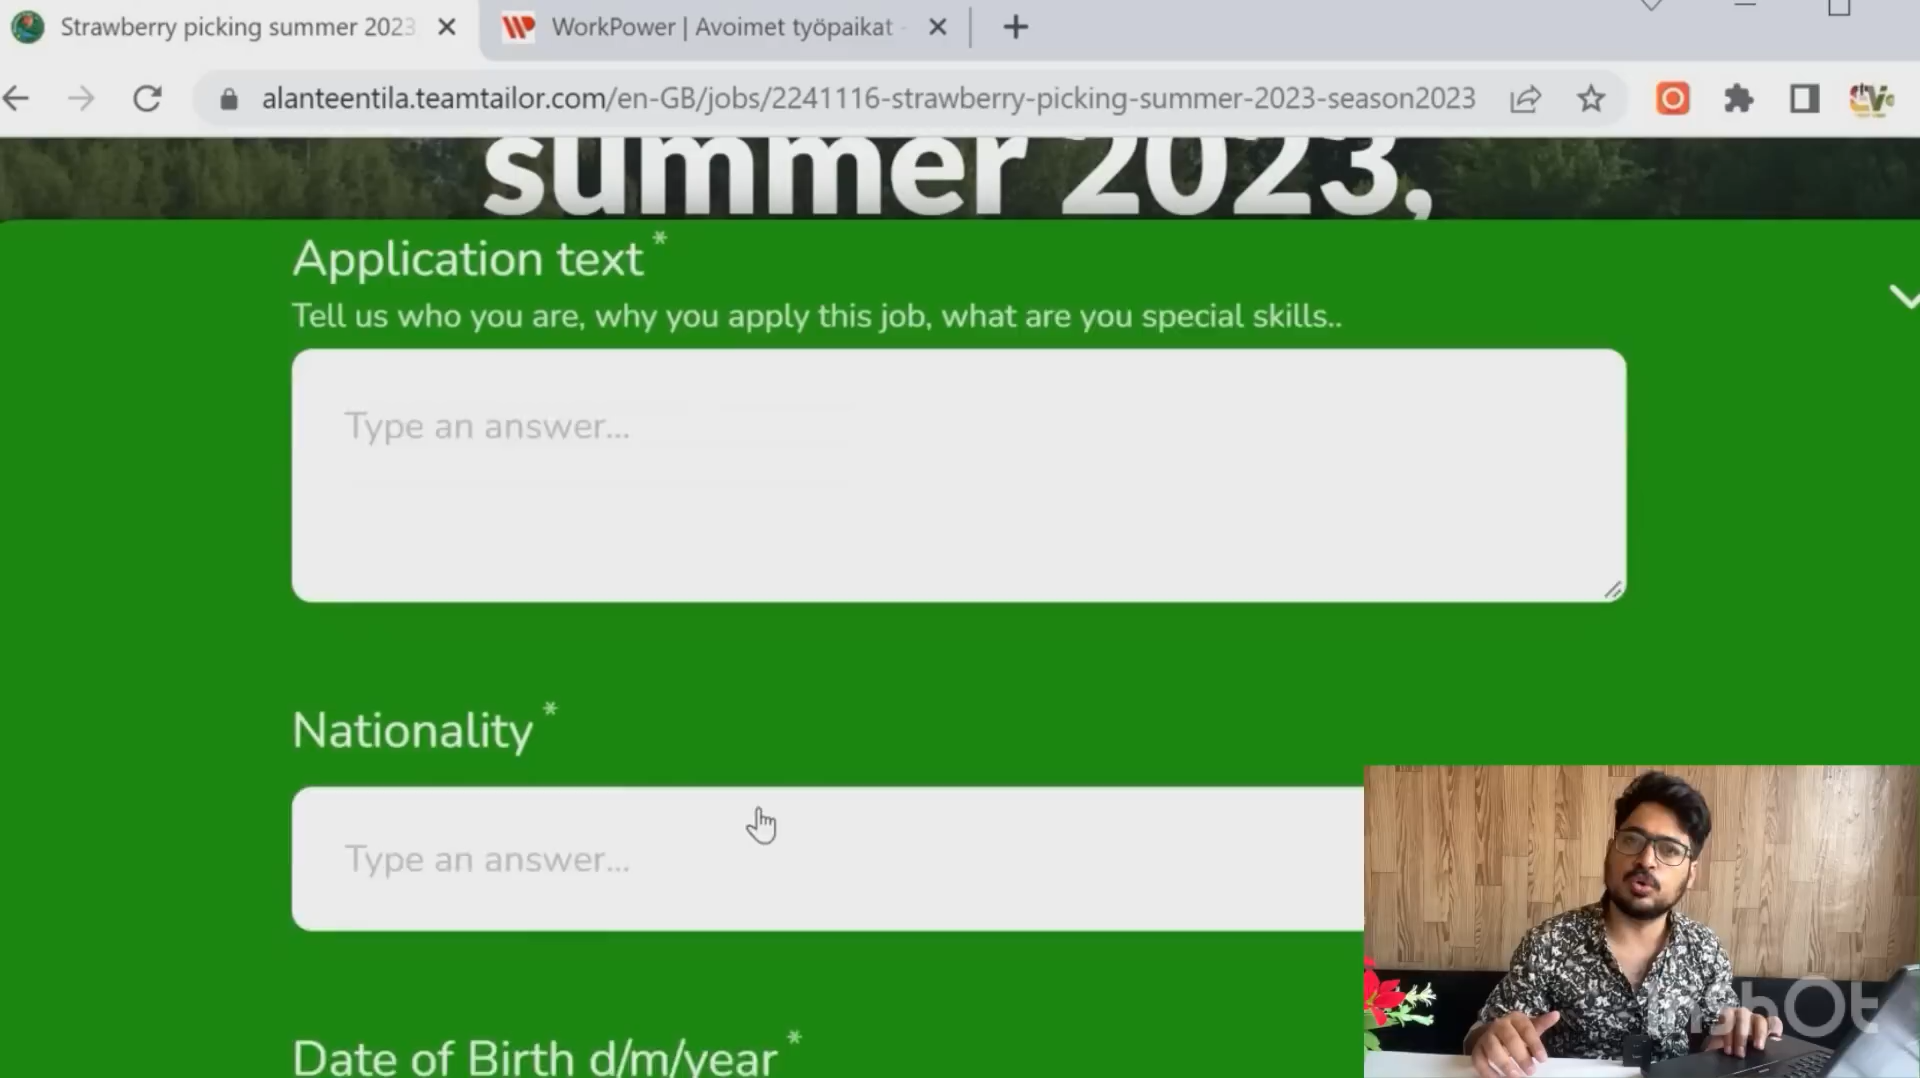 Strawberry picking summer 2023
WorkPower | Avoimet työpaikat -
alanteentila.teamtailor.com/en-GB/jobs/2241116-strawberry-picking-summer-2023-season2023
summer 2023,
Application text *
Tell us who you are, why you apply this job, what are you special skills..
Type an answer...
Nationality *
Type an answer...
Date of Birth d/m/year *
InshOt